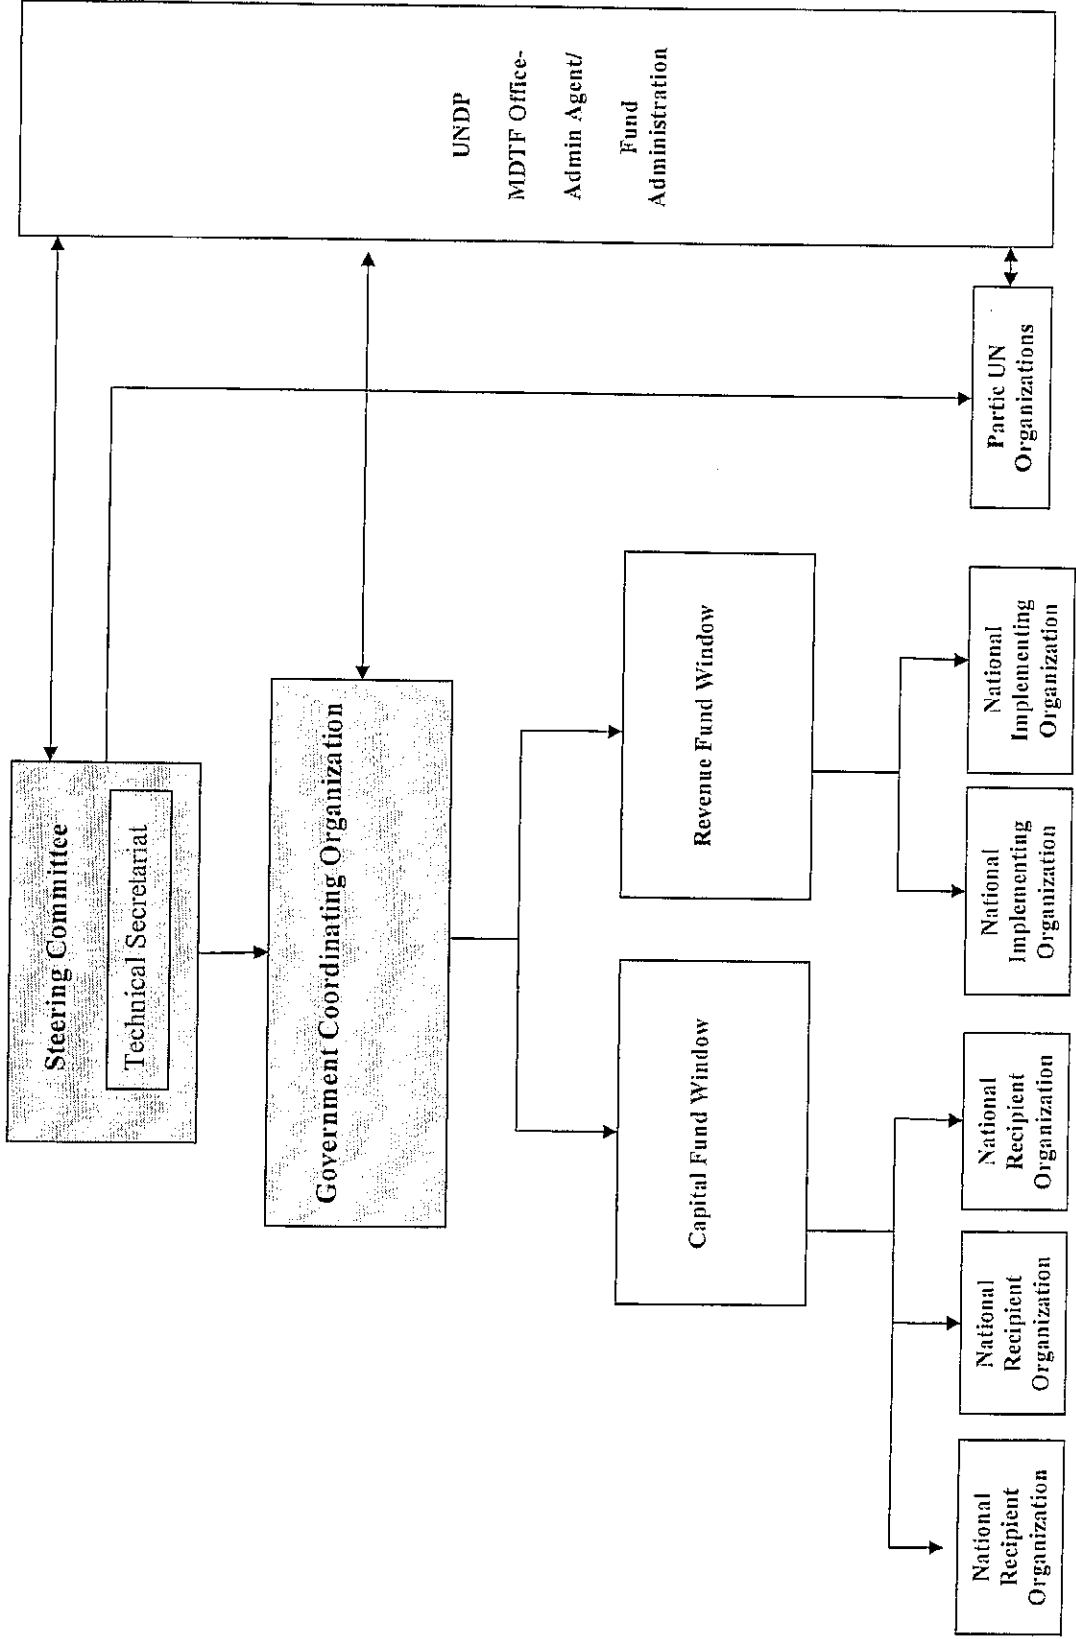 Steering Committee
Technical Secretariat
Government Coordinating Organization
Capital Fund Window
Revenue Fund Window
National
Recipient
Organization
National
Recipient
Organization
National
Recipient
Organization
National
Implementing
Organization
National
Implementing
Organization
Partic UN
Organizations
UNDP
MDTF Office-
Admin Agent/
Fund
Administration